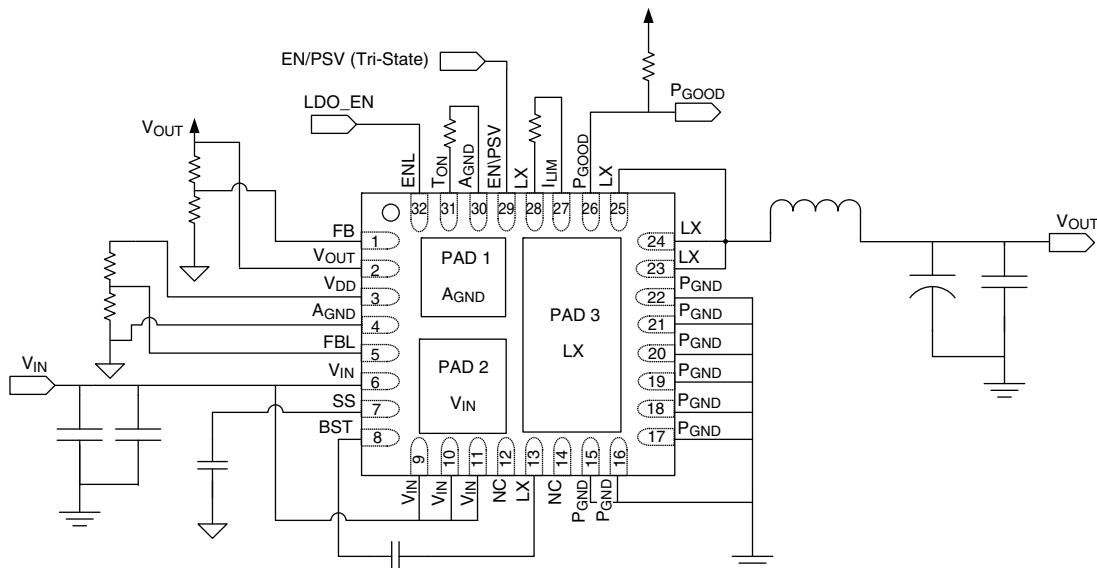 EN/PSV (Tri-State)
LDO_EN
PGOOD
VOUT
ENL
TON
AGND
EN\PSV
LX
ILIM
PGOOD
LX
32
31
30
29
28
27
26
25
FB
1
VOUT
2
VDD
3
AGND
4
FBL
5
VIN
VIN
6
SS
7
BST
8
PAD 1
AGND
PAD 2
VIN
PAD 3
LX
24
LX
23
LX
22
PGND
21
PGND
20
PGND
19
PGND
18
PGND
17
PGND
VOUT
9
10
11
12
13
14
15
16
VIN
VIN
VIN
NC
LX
NC
PGND
PGND